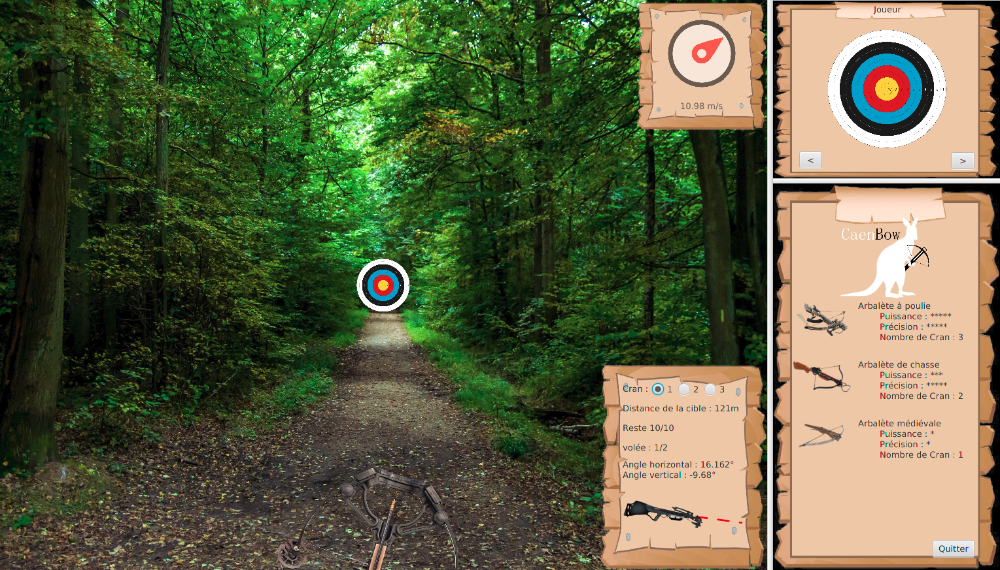 10.98 m/s
Cran : 1 2 3
Distance de la cible : 121m
Reste 10/10
volée : 1/2
Angle horizontal : 16.162°
Angle vertical : -9.68°
Joueur
< >
CaenBow
Arbalète à poulie
Puissance : *****
Précision : *****
Nombre de Cran : 3
Arbalète de chasse
Puissance : ***
Précision : *****
Nombre de Cran : 2
Arbalète médiévale
Puissance : *
Précision : *
Nombre de Cran : 1
Quitter